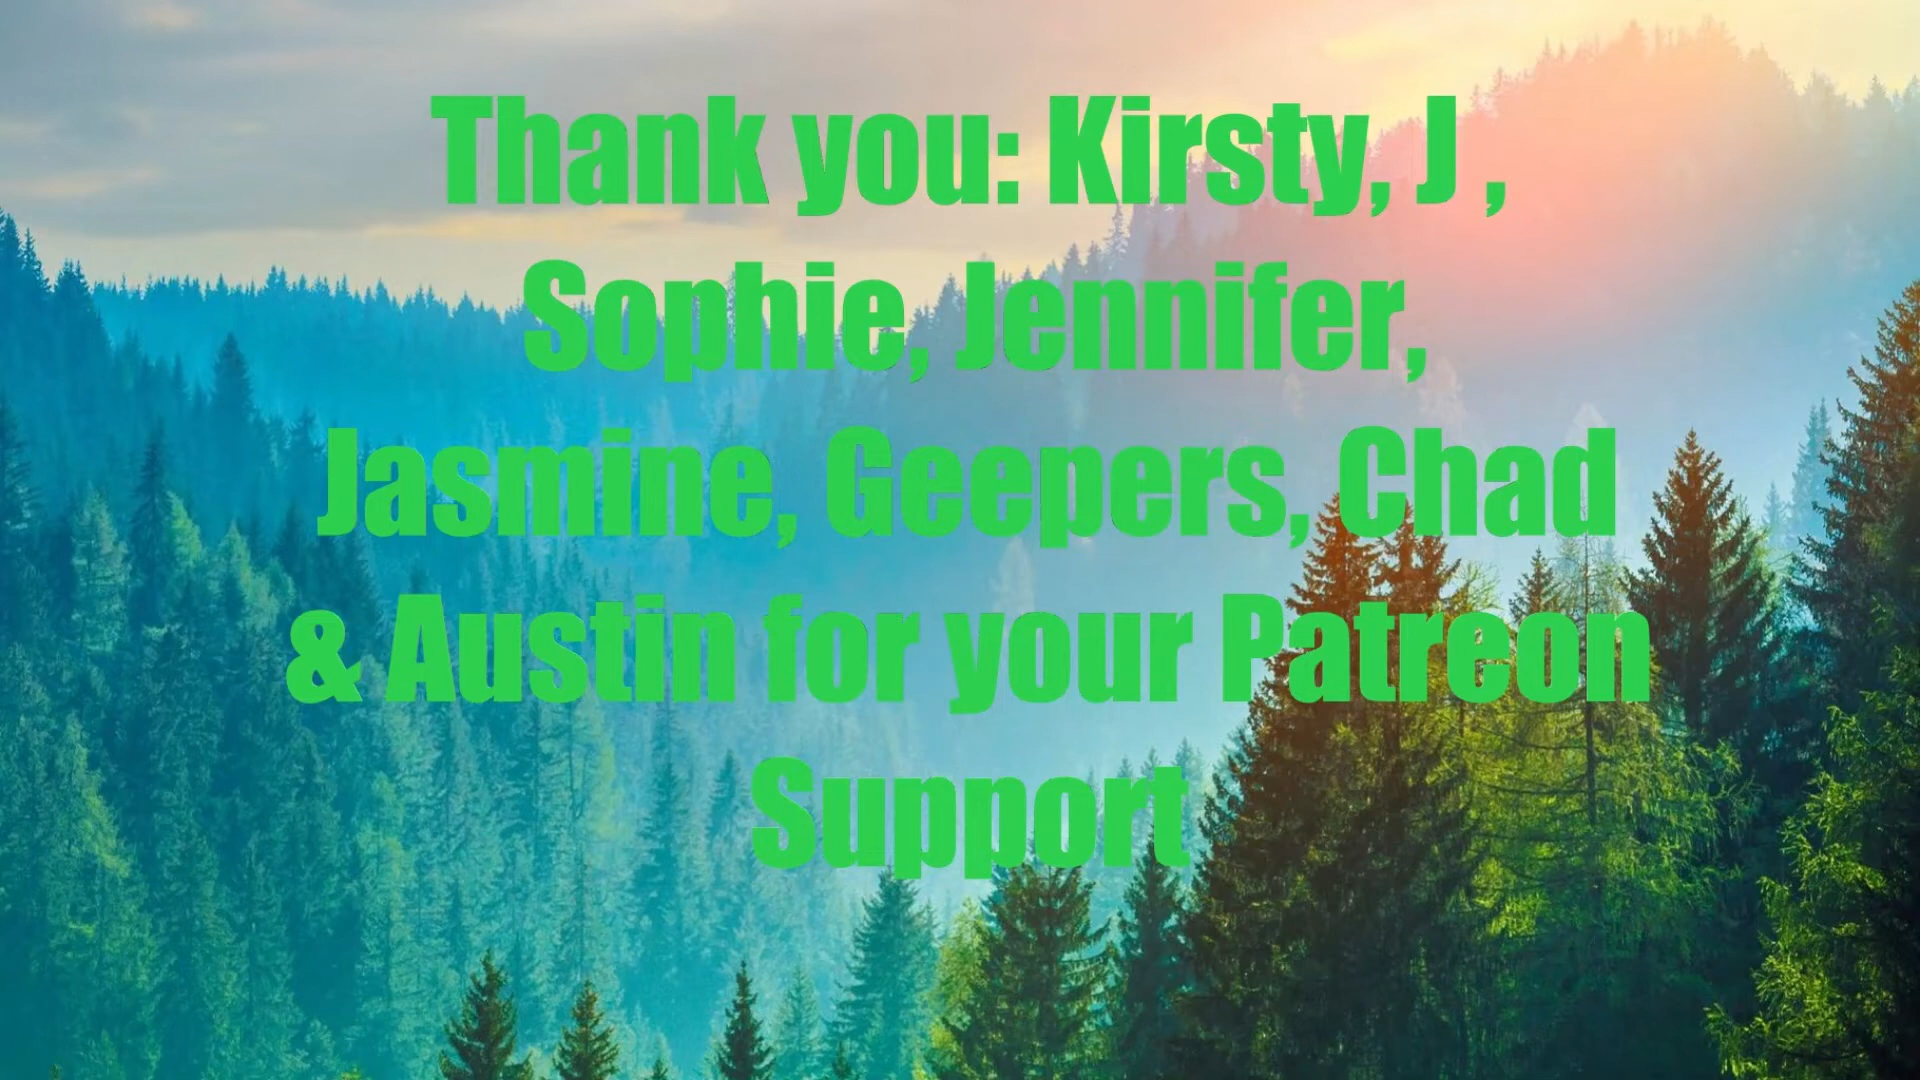 Thank you: Kirsty, J ,
Sophie, Jennifer,
Jasmine, Geepers, Chad
& Austin for your Patreon
Support